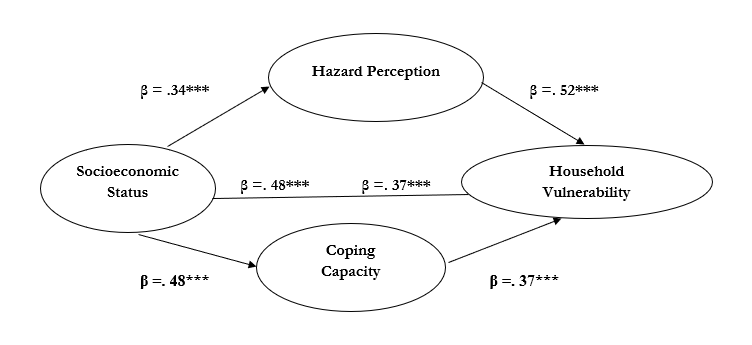 Hazard Perception
β = .34***
β =. 52***
Socioeconomic
Status
β =. 48***
β =. 37***
Household
Vulnerability
Coping
Capacity
β =. 48***
β =. 37***